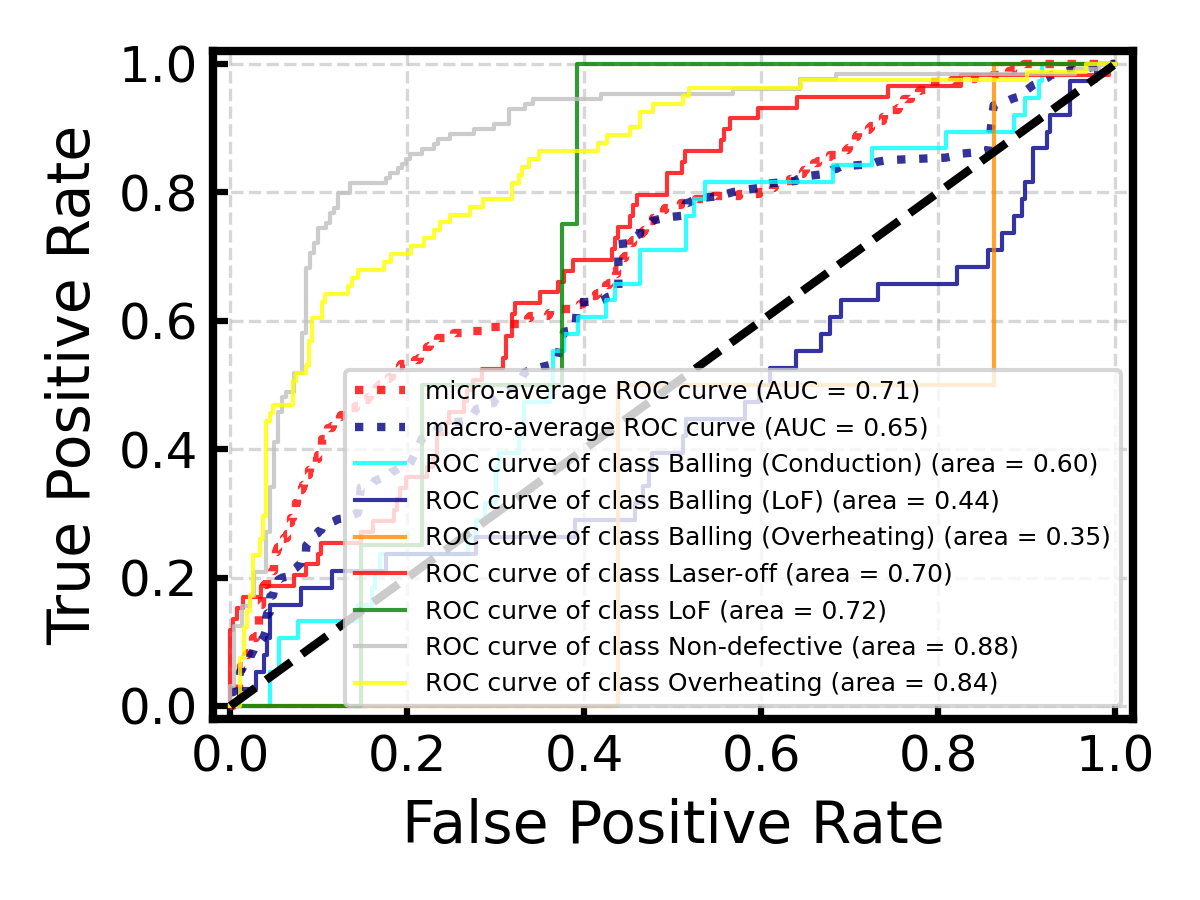 1.0
0.8
0.6
0.4
0.2
0.0
True Positive Rate
micro-average ROC curve (AUC = 0.71)
macro-average ROC curve (AUC = 0.65)
ROC curve of class Balling (Conduction) (area = 0.60)
ROC curve of class Balling (LoF) (area = 0.44)
ROC curve of class Balling (Overheating) (area = 0.35)
ROC curve of class Laser-off (area = 0.70)
ROC curve of class LoF (area = 0.72)
ROC curve of class Non-defective (area = 0.88)
ROC curve of class Overheating (area = 0.84)
0.0 0.2 0.4 0.6 0.8 1.0
False Positive Rate